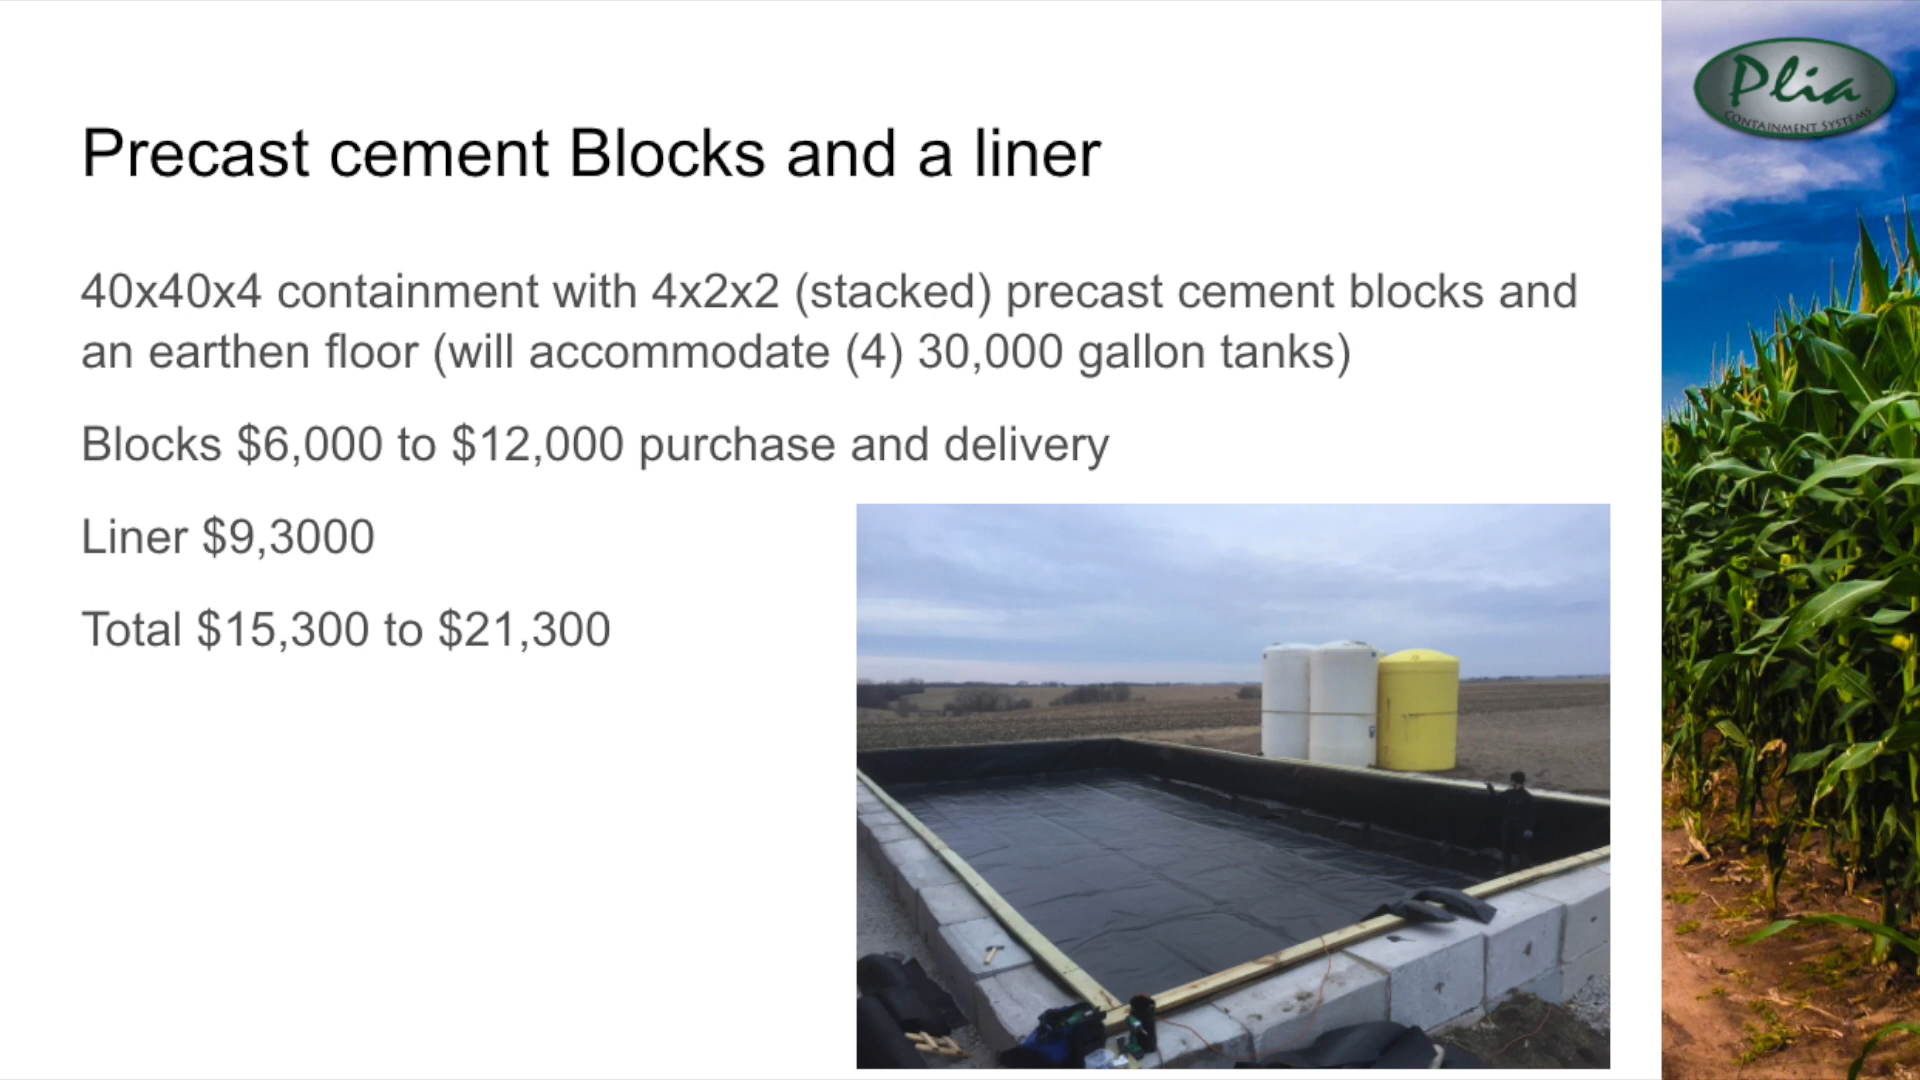 Plia
CONTAINMENT SYSTEMS
Precast cement Blocks and a liner
40x40x4 containment with 4x2x2 (stacked) precast cement blocks and
an earthen floor (will accommodate (4) 30,000 gallon tanks)
Blocks $6,000 to $12,000 purchase and delivery
Liner $9,3000
Total $15,300 to $21,300